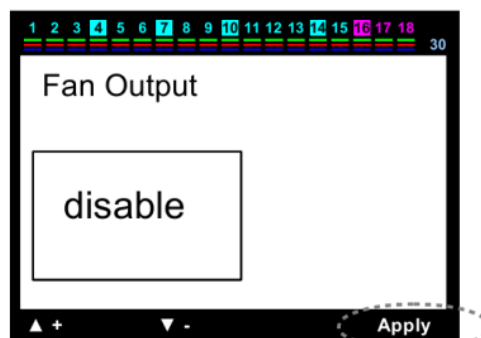 1 2 3 4 5 6 7 8 9 10 11 12 13 14 15 16 17 18
30
Fan Output
disable
▲ + ▼ - Apply